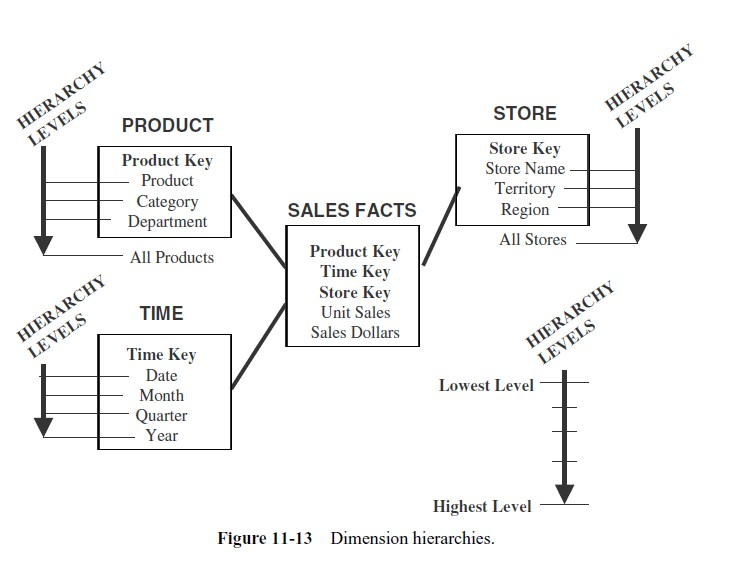 HIERARCHY
LEVELS
PRODUCT
Product Key
Product
Category
Department
All Products
HIERARCHY
LEVELS
TIME
Time Key
Date
Month
Quarter
Year
SALES FACTS
Product Key
Time Key
Store Key
Unit Sales
Sales Dollars
STORE
Store Key
Store Name
Territory
Region
All Stores
HIERARCHY
LEVELS
HIERARCHY
LEVELS
Lowest Level
Highest Level
Figure 11-13 Dimension hierarchies.